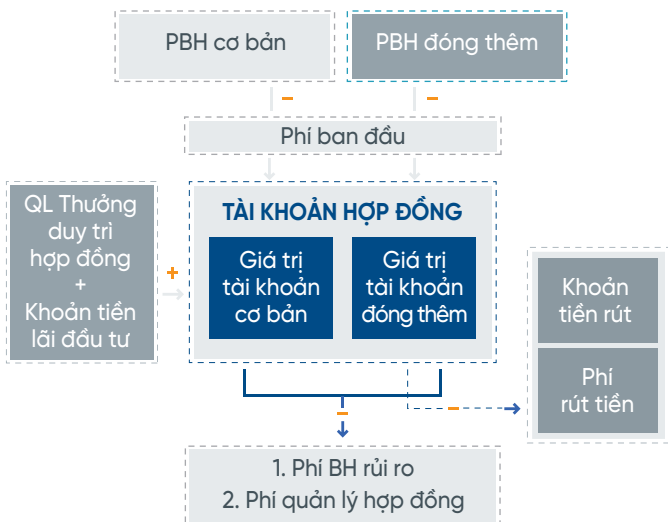 PBH cơ bản
PBH đóng thêm
Phí ban đầu
QL Thưởng
duy trì
hợp đồng
+
Khoản tiền
lãi đầu tư
TÀI KHOẢN HỢP ĐỒNG
Giá trị
tài khoản
cơ bản
Giá trị
tài khoản
đóng thêm
Khoản
tiền rút
Phí
rút tiền
1. Phí BH rủi ro
2. Phí quản lý hợp đồng